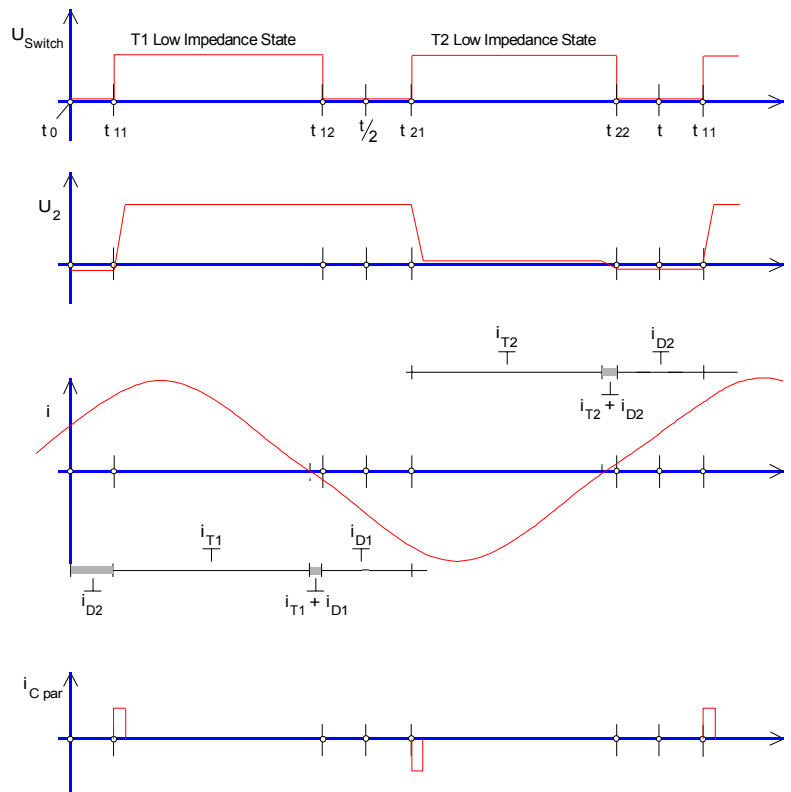 U Switch
T1 Low Impedance State
T2 Low Impedance State
t 0
t 11
t 12
t/2
t 21
t 22
t
t 11
U 2
i T2
i D2
i T2 + i D2
i
i T1
i D1
i D2
i T1 + i D1
i C par